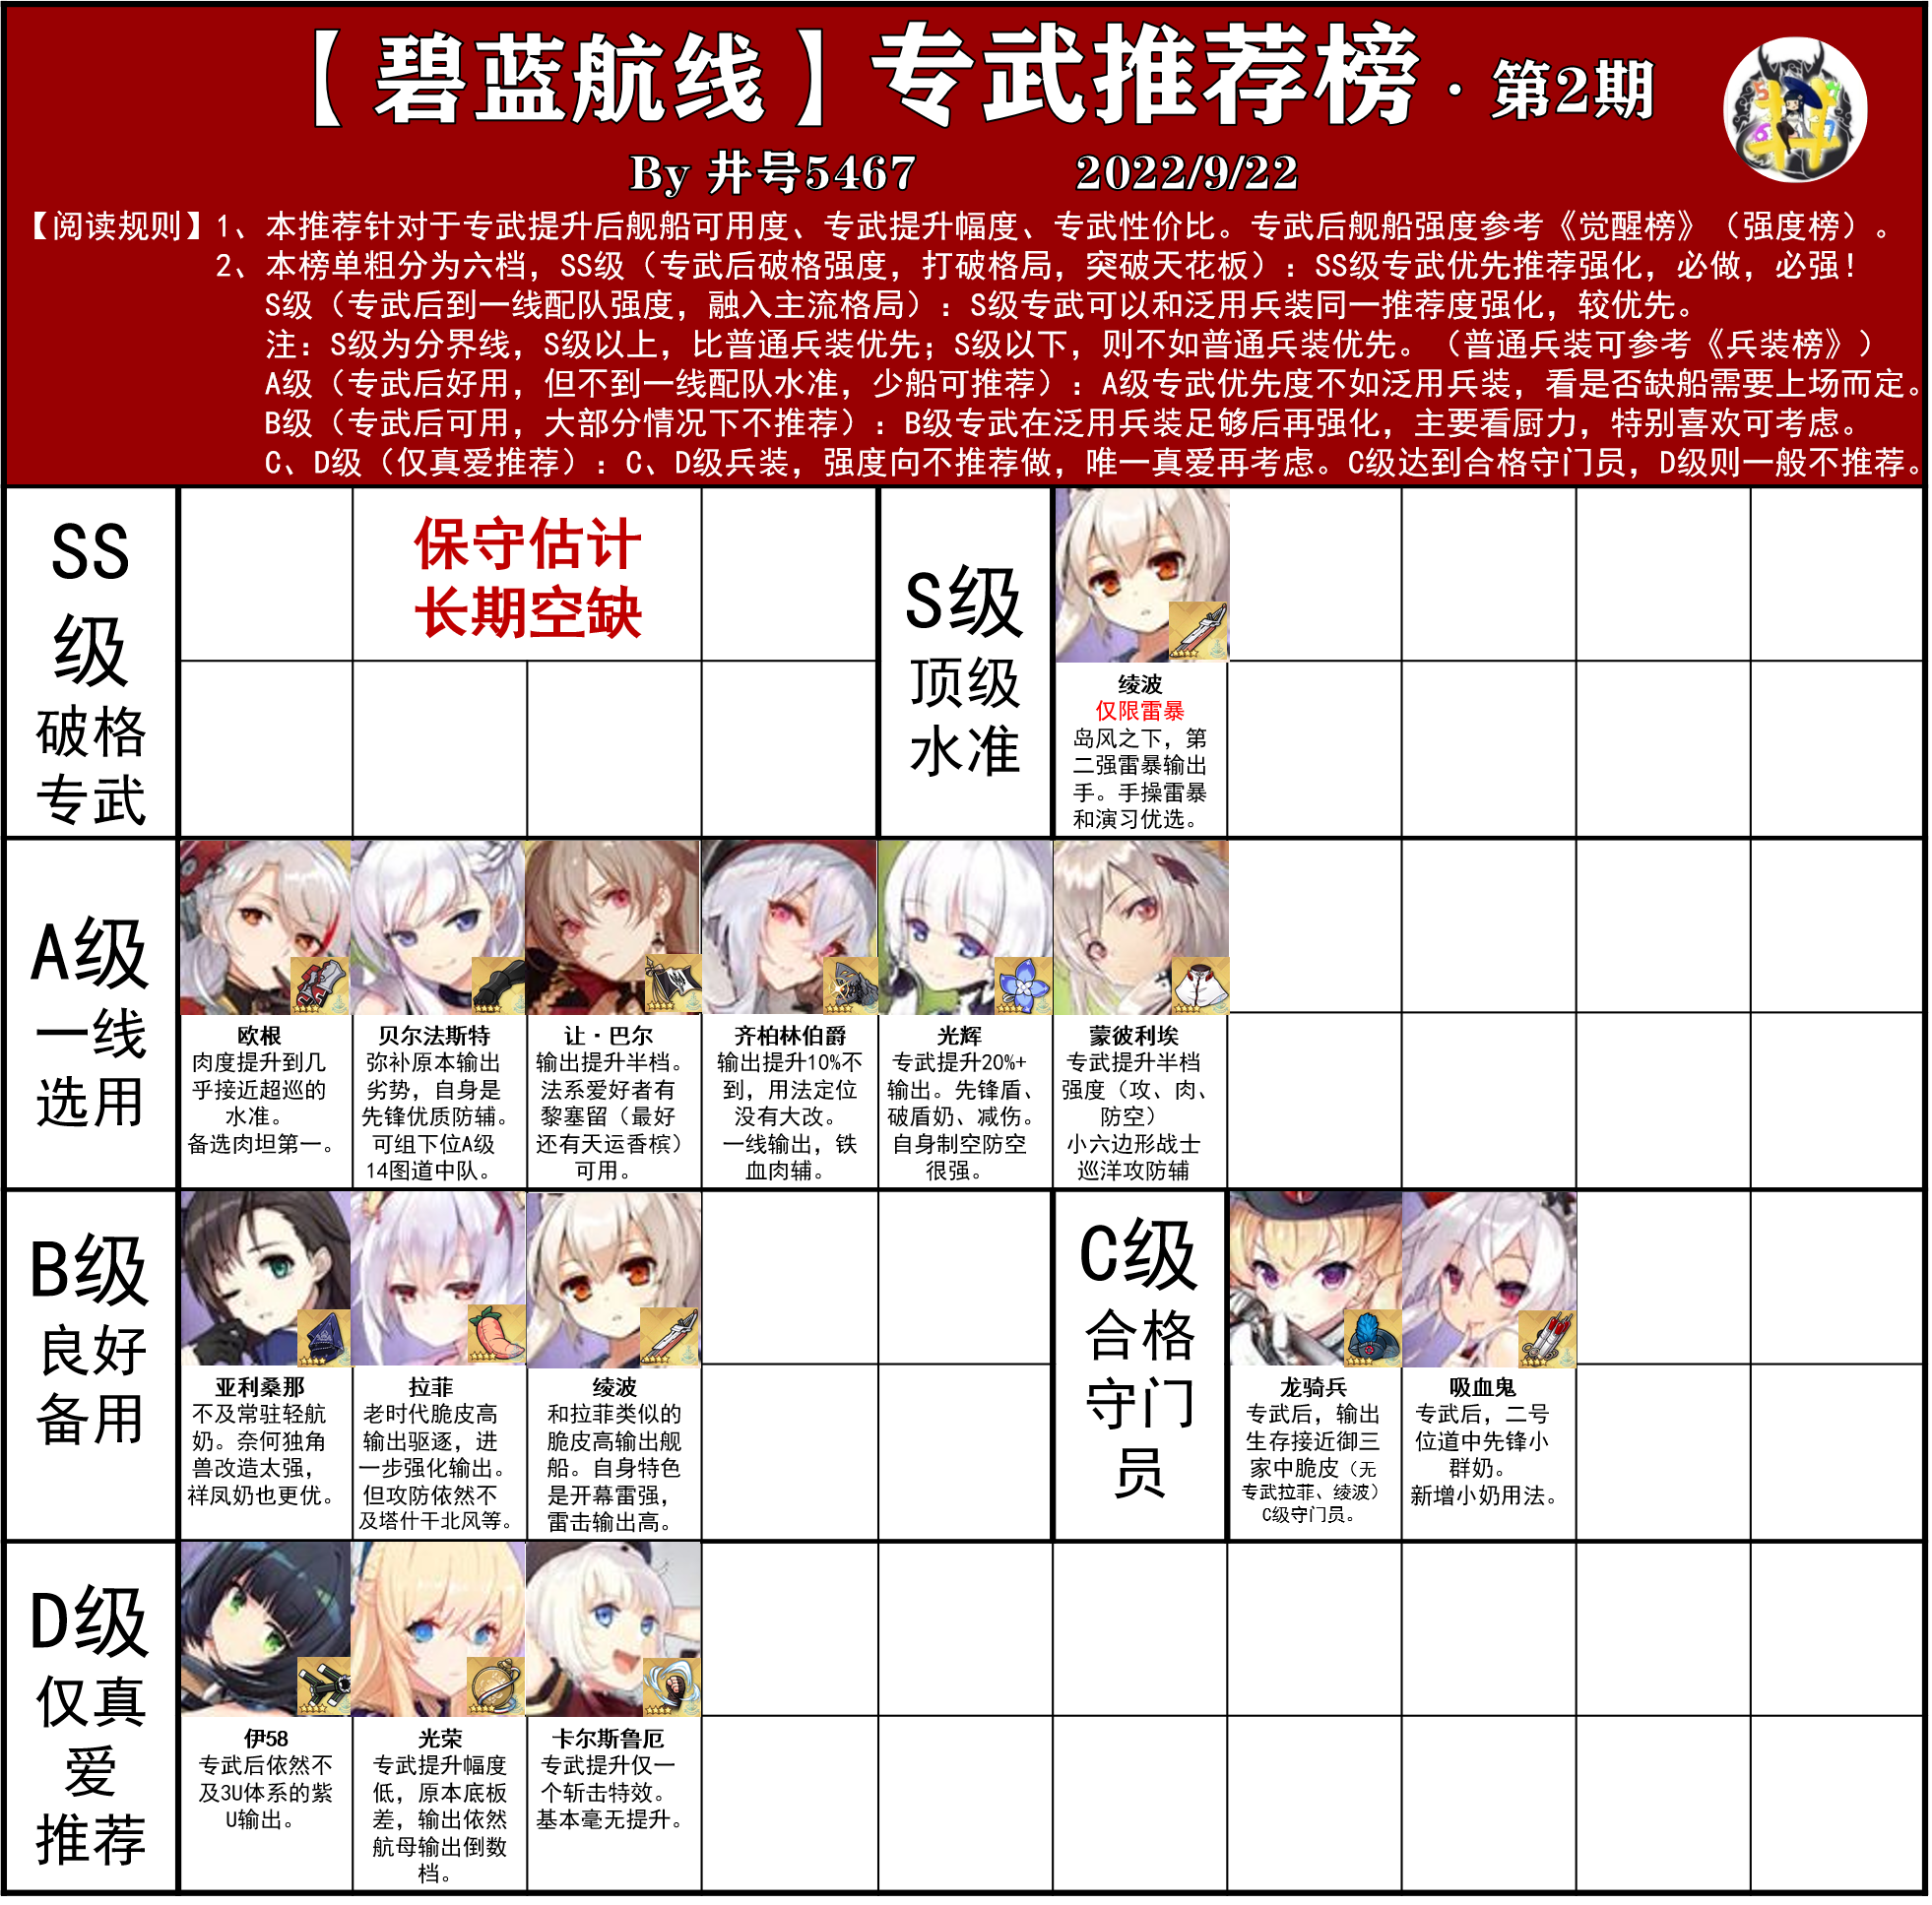 【碧蓝航线】专武推荐榜·第2期
By 井号5467 2022/9/22
【阅读规则】1、本推荐针对于专武提升后舰船可用度、专武提升幅度、专武性价比。专武后舰船强度参考《觉醒榜》（强度榜）。
2、本榜单粗分为六档，SS级（专武后破格强度，打破格局，突破天花板）：SS级专武优先推荐强化，必做，必强！
S级（专武后到一线配队强度，融入主流格局）：S级专武可以和泛用兵装同一推荐度强化，较优先。
注：S级为分界线，S级以上，比普通兵装优先；S级以下，则不如普通兵装优先。（普通兵装可参考《兵装榜》）
A级（专武后好用，但不到一线配队水准，少船可推荐）：A级专武优先度不如泛用兵装，看是否缺船需要上场而定。
B级（专武后可用，大部分情况下不推荐）：B级专武在泛用兵装足够后再强化，主要看厨力，特别喜欢可考虑。
C、D级（仅真爱推荐）：C、D级兵装，强度向不推荐做，唯一真爱再考虑。C级达到合格守门员，D级则一般不推荐。
SS
级
破格
专武
保守估计
长期空缺
S级
顶级
水准
绫波
仅限雷暴
岛风之下，第
二强雷暴输出
手。手操雷暴
和演习优选。
A级
一线
选用
欧根
肉度提升到几
乎接近超巡的
水准。
备选肉坦第一。
贝尔法斯特
弥补原本输出
劣势，自身是
先锋优质防辅。
可组下位A级
14图道中队。
让·巴尔
输出提升半档。
法系爱好者有
黎塞留（最好
还有天运香槟）
可用。
齐柏林伯爵
输出提升10%不
到，用法定位
没有大改。
一线输出，铁
血肉辅。
光辉
专武提升20%+
输出。先锋盾、
破盾奶、减伤。
自身制空防空
很强。
蒙彼利埃
专武提升半档
强度（攻、肉、
防空）
小六边形战士
巡洋攻防辅
B级
良好
备用
亚利桑那
不及常驻轻航
奶。奈何独角
兽改造太强，
祥凤奶也更优。
拉菲
老时代脆皮高
输出驱逐，进
一步强化输出。
但攻防依然不
及塔什干北风等。
绫波
和拉菲类似的
脆皮高输出舰
船。自身特色
是开幕雷强，
雷击输出高。
C级
合格
守门
员
龙骑兵
专武后，输出
生存接近御三
家中脆皮（无
专武拉菲、绫波）
C级守门员。
吸血鬼
专武后，二号
位道中先锋小
群奶。
新增小奶用法。
D级
仅真
爱
推荐
伊58
专武后依然不
及3U体系的紫
U输出。
光荣
专武提升幅度
低，原本底板
差，输出依然
航母输出倒数
档。
卡尔斯鲁厄
专武提升仅一
个斩击特效。
基本毫无提升。